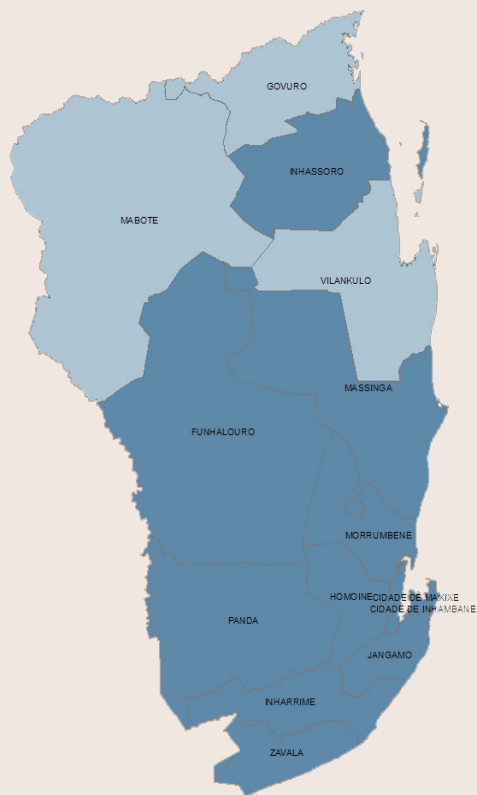 GOVURO
INHASSORO
MABOTE
VILANKULO
MASSINGA
FUNHALOURO
MORRUMBENE
HOMOINE
CIDADE DE MAXIXE
CIDADE DE INHAMBANE
PANDA
JANGAMO
INHARRIME
ZAVALA